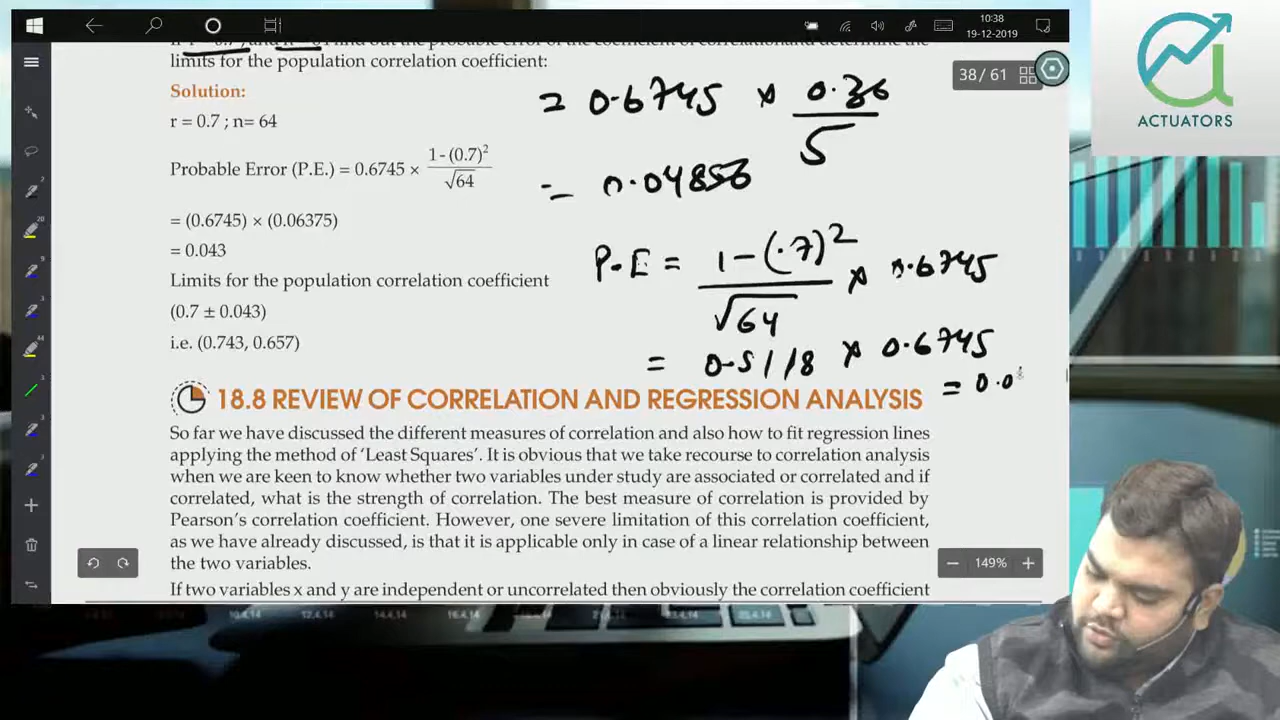 10:38
19-12-2019
38 / 61
ACTUATORS
limits for the population correlation coefficient:
Solution:
r = 0.7 ; n= 64
Probable Error (P.E.) = 0.6745 × 1 - (0.7)² / √64
= (0.6745) × (0.06375)
= 0.043
Limits for the population correlation coefficient
(0.7 ± 0.043)
i.e. (0.743, 0.657)
= 0.6745 × 0.36 / 5
= 0.04856
P.E = 1 - (.7)² / √64 × 0.6745
= 0.51/8 × 0.6745
= 0.0
18.8 REVIEW OF CORRELATION AND REGRESSION ANALYSIS
So far we have discussed the different measures of correlation and also how to fit regression lines
applying the method of ‘Least Squares’. It is obvious that we take recourse to correlation analysis
when we are keen to know whether two variables under study are associated or correlated and if
correlated, what is the strength of correlation. The best measure of correlation is provided by
Pearson’s correlation coefficient. However, one severe limitation of this correlation coefficient,
as we have already discussed, is that it is applicable only in case of a linear relationship between
the two variables.
If two variables x and y are independent or uncorrelated then obviously the correlation coefficient
149%